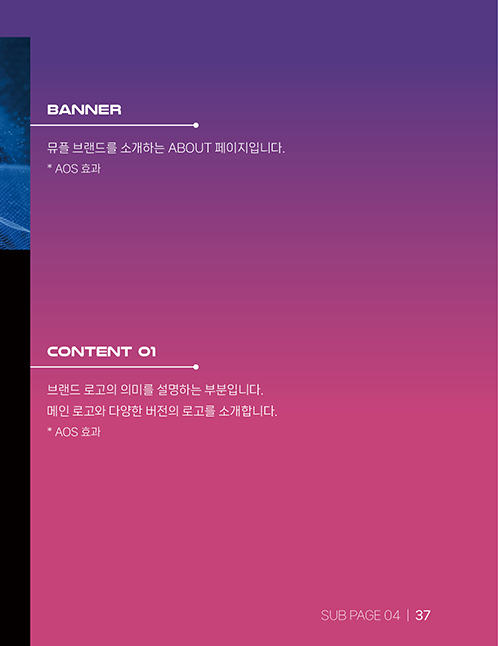 BANNER
뮤플 브랜드를 소개하는 ABOUT 페이지입니다.
* AOS 효과
CONTENT 01
브랜드 로고의 의미를 설명하는 부분입니다.
메인 로고와 다양한 버전의 로고를 소개합니다.
* AOS 효과
SUB PAGE 04 | 37